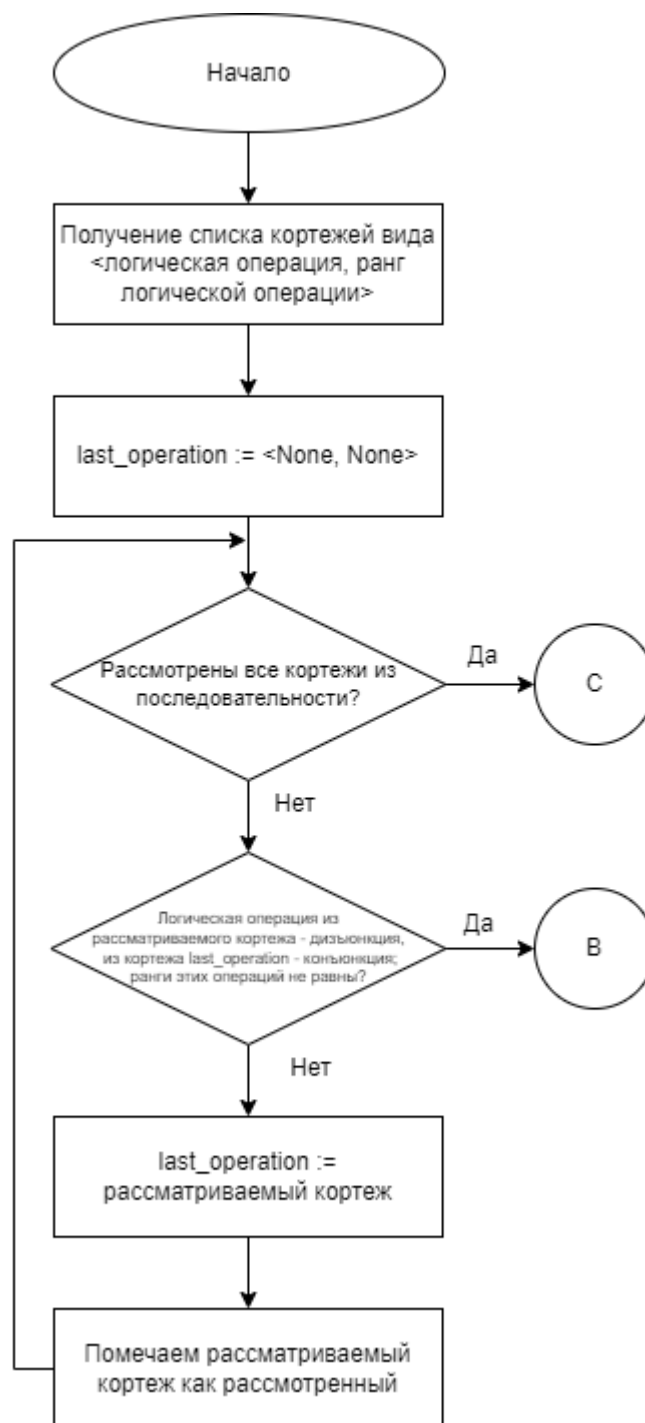 Начало
Получение списка кортежей вида
<логическая операция, ранг
логической операции>
last_operation := <None, None>
Рассмотрены все кортежи из
последовательности?
Да
C
Нет
Логическая операция из
рассматриваемого кортежа - дизъюнкция,
из кортежа last_operation - конъюнкция;
ранги этих операций не равны?
Да
B
Нет
last_operation :=
рассматриваемый кортеж
Помечаем рассматриваемый
кортеж как рассмотренный